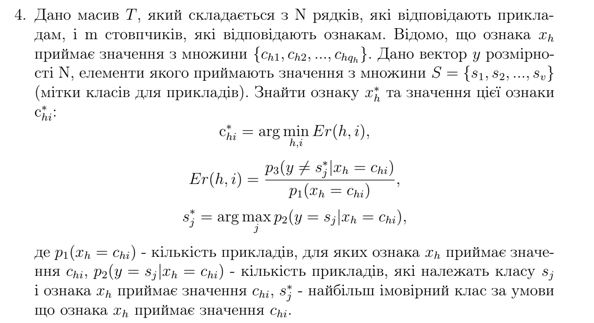 4. Дано масив T, який складається з N рядків, які відповідають прикла-
дам, і m стовпчиків, які відповідають ознакам. Відомо, що ознака x_h
приймає значення з множини {c_{h1}, c_{h2}, ..., c_{hq_h}}. Дано вектор y розмірно-
сті N, елементи якого приймають значення з множини S = {s_1, s_2, ..., s_v}
(мітки класів для прикладів). Знайти ознаку x_h^* та значення цієї ознаки
c_{hi}^*:
c_{hi}^* = arg min_{h,i} Er(h, i),
Er(h, i) = p_3(y ≠ s_j^*|x_h = c_{hi}) / p_1(x_h = c_{hi}),
s_j^* = arg max_j p_2(y = s_j|x_h = c_{hi}),
де p_1(x_h = c_{hi}) - кількість прикладів, для яких ознака x_h приймає значе-
ння c_{hi}, p_2(y = s_j|x_h = c_{hi}) - кількість прикладів, які належать класу s_j
і ознака x_h приймає значення c_{hi}, s_j^* - найбільш імовірний клас за умови
що ознака x_h приймає значення c_{hi}.